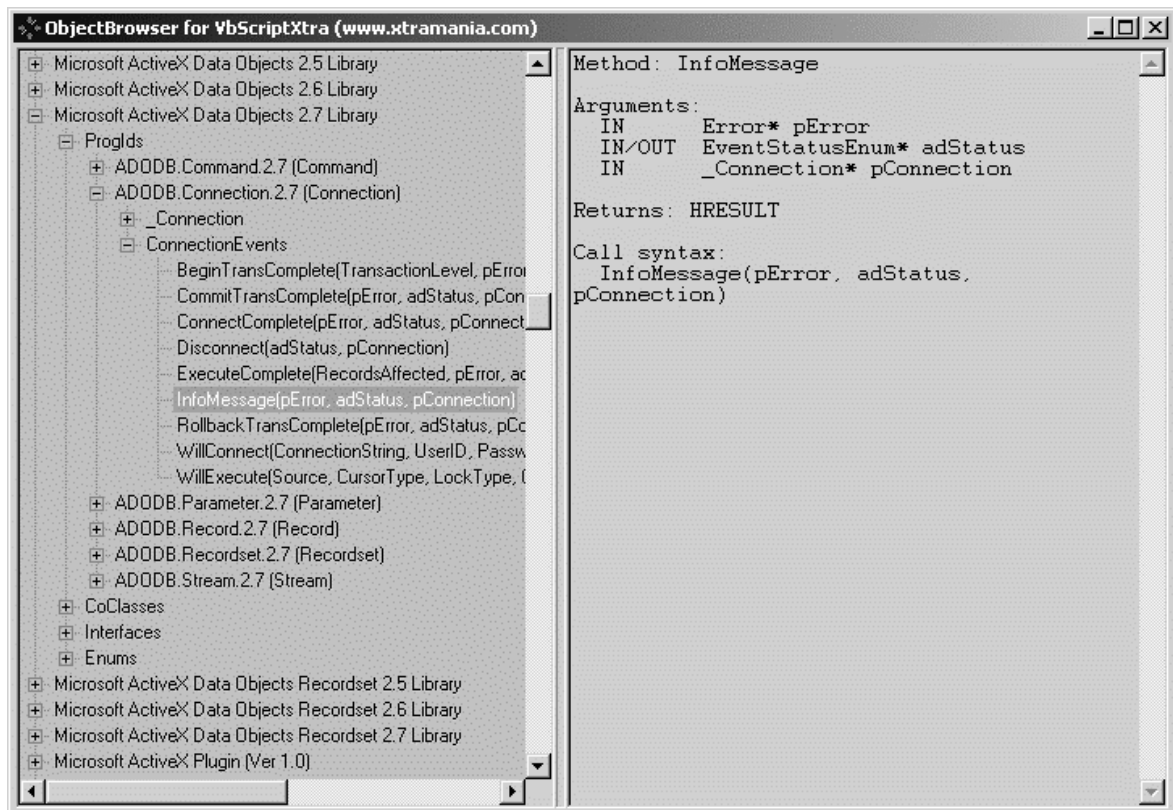 ObjectBrowser for VbScriptXtra (www.xtramania.com)
Microsoft ActiveX Data Objects 2.5 Library
Microsoft ActiveX Data Objects 2.6 Library
Microsoft ActiveX Data Objects 2.7 Library
ProgIds
ADODB.Command.2.7 (Command)
ADODB.Connection.2.7 (Connection)
_Connection
ConnectionEvents
BeginTransComplete(TransactionLevel, pError
CommitTransComplete(pError, adStatus, pCon
ConnectComplete(pError, adStatus, pConnect
Disconnect(adStatus, pConnection)
ExecuteComplete(RecordsAffected, pError, ad
InfoMessage(pError, adStatus, pConnection)
RollbackTransComplete(pError, adStatus, pCo
WillConnect(ConnectionString, UserID, Passw
WillExecute(Source, CursorType, LockType,
ADODB.Parameter.2.7 (Parameter)
ADODB.Record.2.7 (Record)
ADODB.Recordset.2.7 (Recordset)
ADODB.Stream.2.7 (Stream)
CoClasses
Interfaces
Enums
Microsoft ActiveX Data Objects Recordset 2.5 Library
Microsoft ActiveX Data Objects Recordset 2.6 Library
Microsoft ActiveX Data Objects Recordset 2.7 Library
Microsoft ActiveX Plugin (Ver 1.0)
Method: InfoMessage
Arguments:
IN Error* pError
IN/OUT EventStatusEnum* adStatus
IN _Connection* pConnection
Returns: HRESULT
Call syntax:
InfoMessage(pError, adStatus,
pConnection)